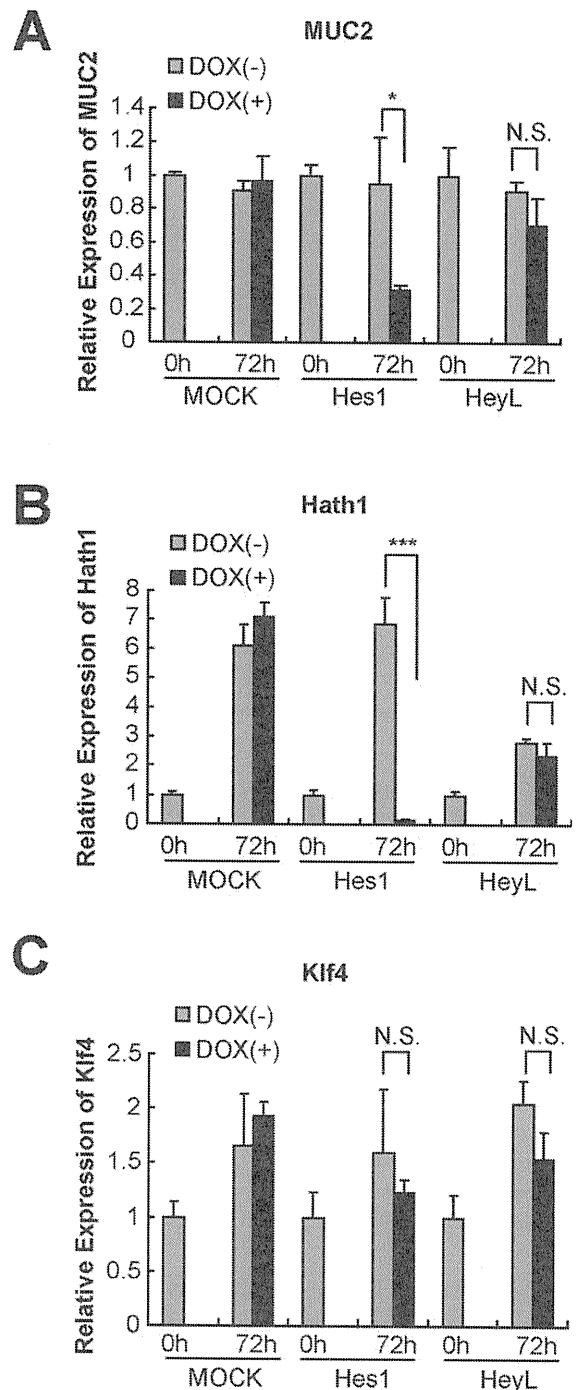 A
MUC2
DOX(-)
DOX(+)
Relative Expression of MUC2
1.4
1.2
1
0.8
0.6
0.4
0.2
0
*
N.S.
0h 72h 0h 72h 0h 72h
MOCK Hes1 HeyL
B
Hath1
DOX(-)
DOX(+)
Relative Expression of Hath1
8
7
6
5
4
3
2
1
0
***
N.S.
0h 72h 0h 72h 0h 72h
MOCK Hes1 HeyL
C
Klf4
DOX(-)
DOX(+)
Relative Expression of Klf4
2.5
2
1.5
1
0.5
0
N.S.
N.S.
0h 72h 0h 72h 0h 72h
MOCK Hes1 HeyL